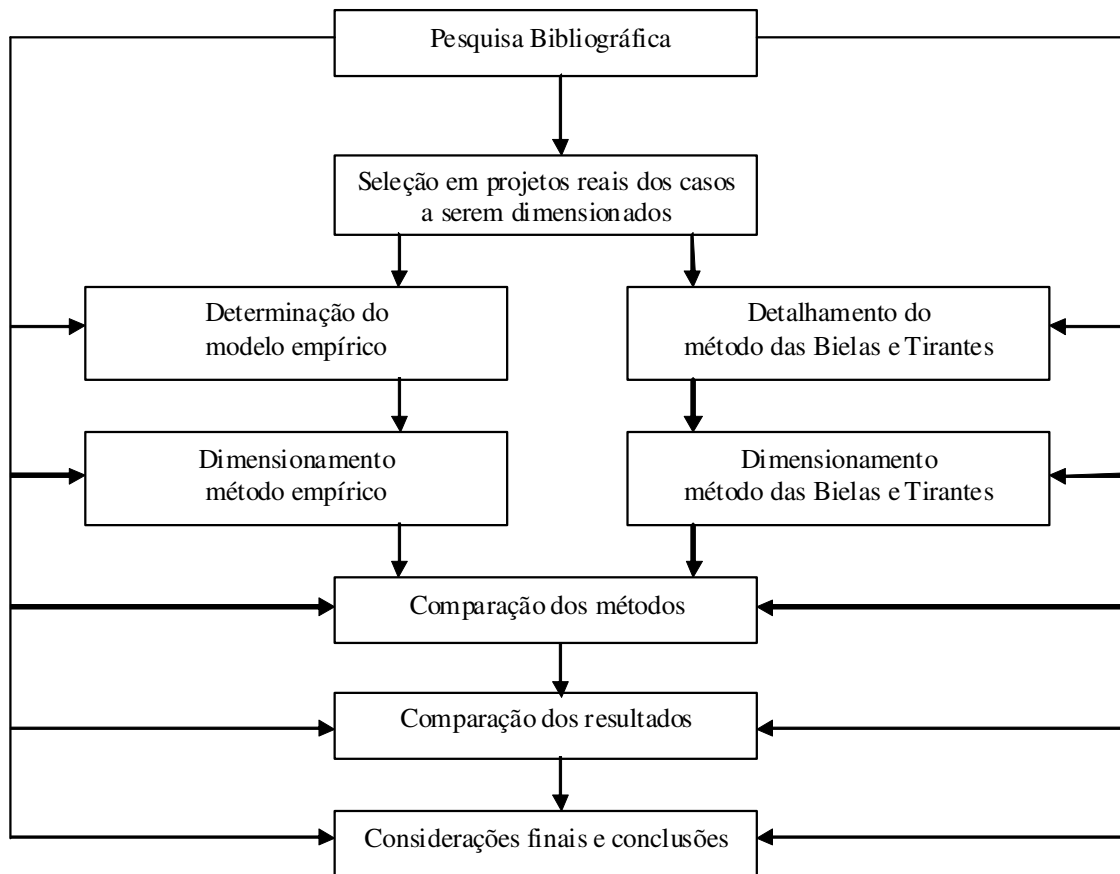 Pesquisa Bibliográfica
Seleção em projetos reais dos casos
a serem dimensionados
Determinação do
modelo empírico
Detalhamento do
método das Bielas e Tirantes
Dimensionamento
método empírico
Dimensionamento
método das Bielas e Tirantes
Comparação dos métodos
Comparação dos resultados
Considerações finais e conclusões